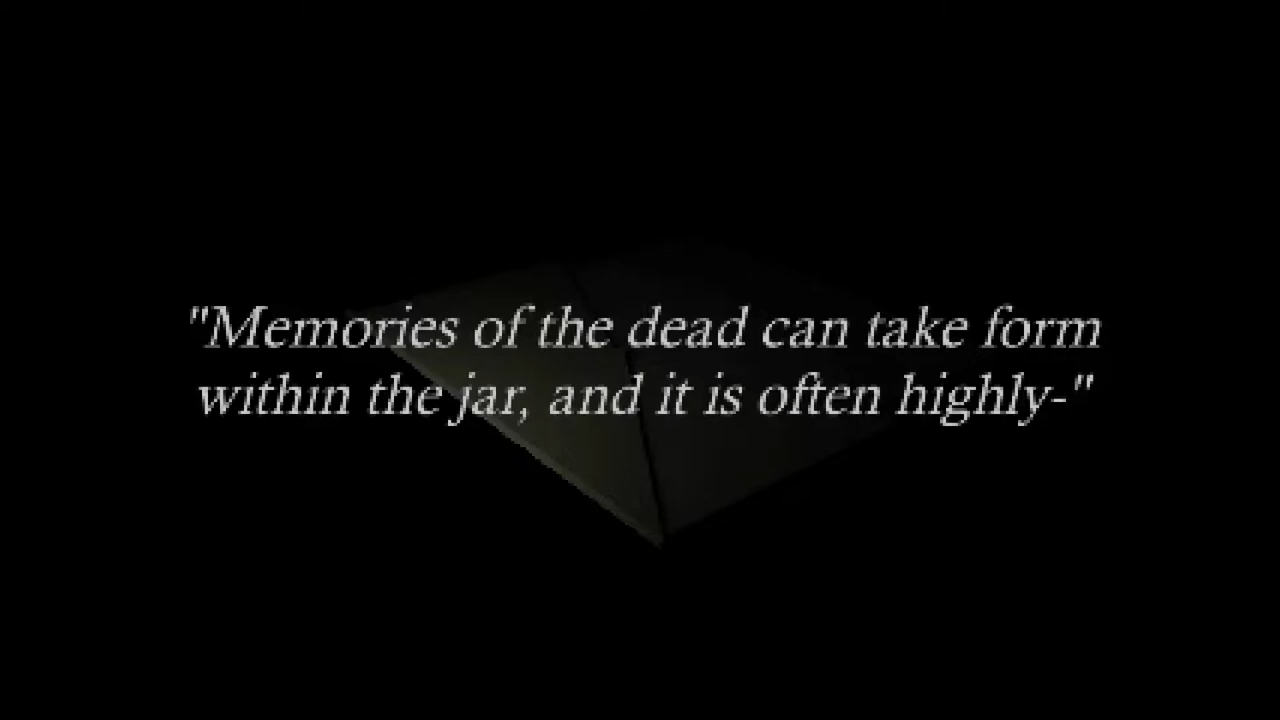 "Memories of the dead can take form
within the jar, and it is often highly-"